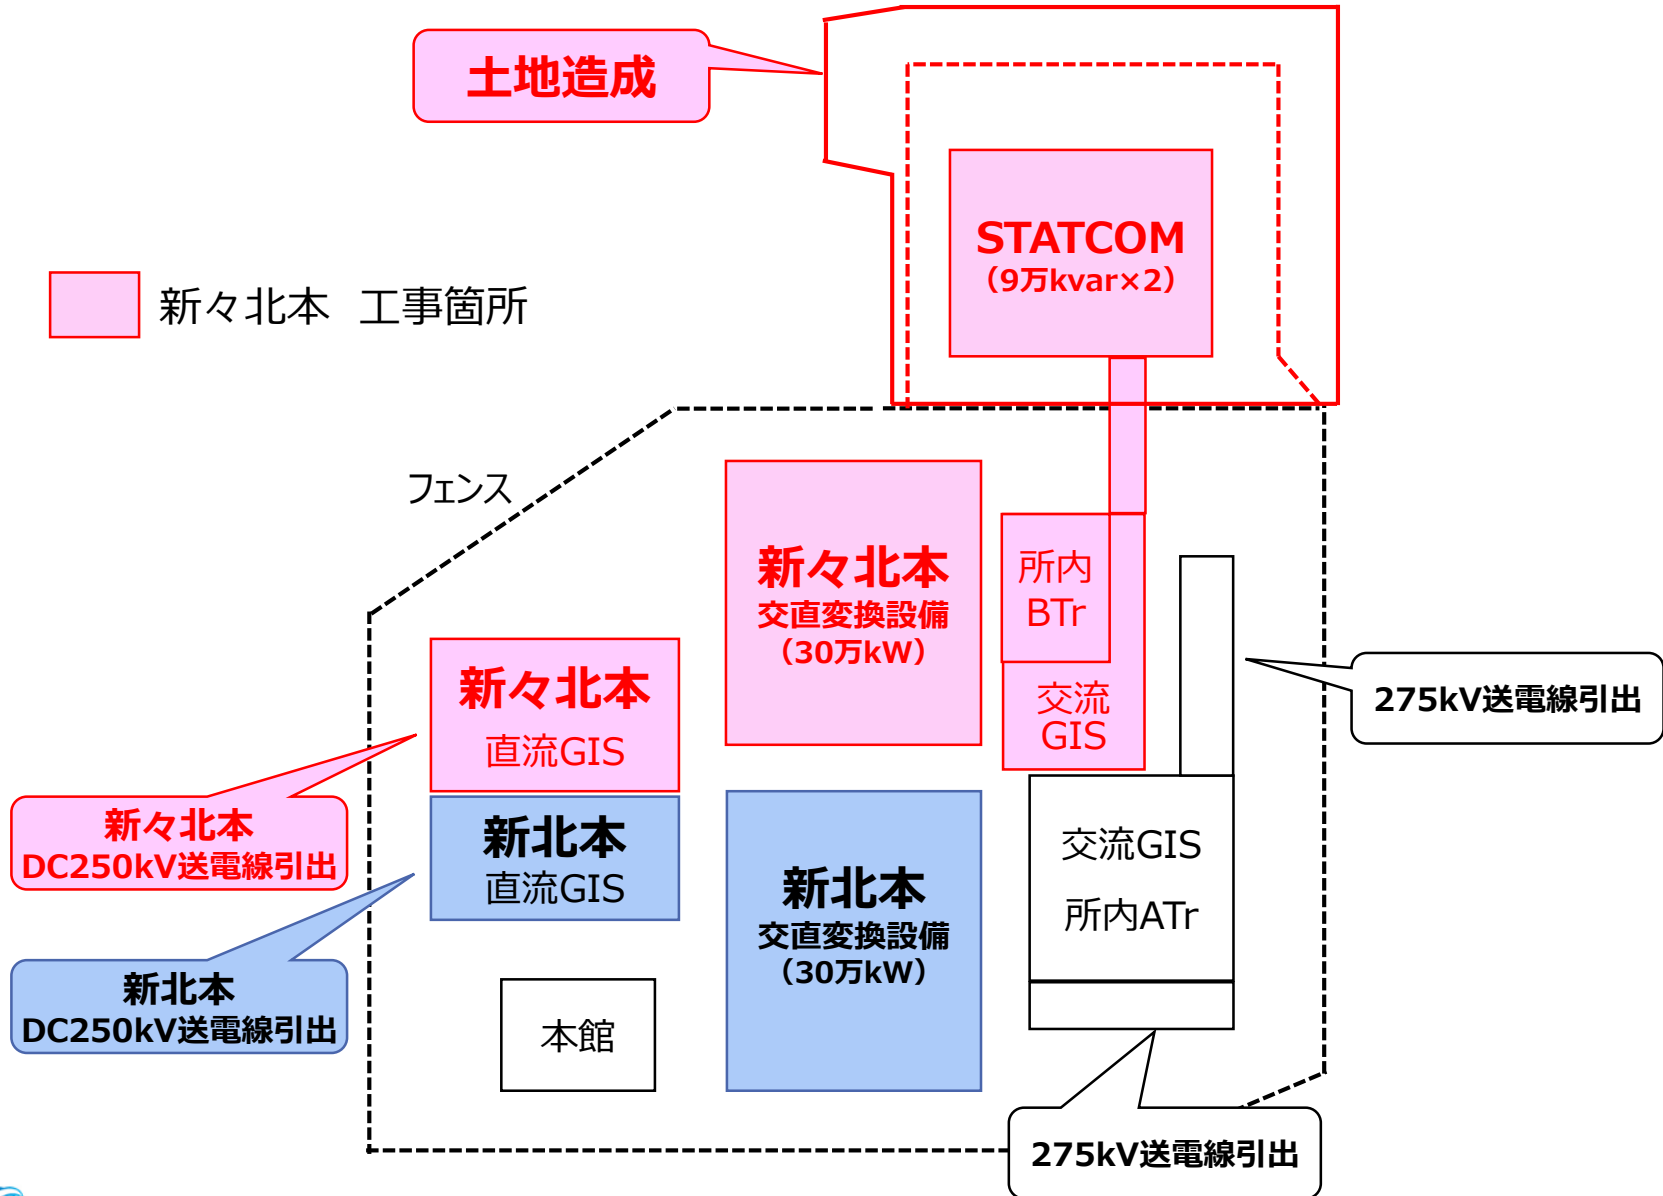 土地造成
STATCOM
（9万kvar×2）
新々北本　工事箇所
フェンス
新々北本
交直変換設備
（30万kW）
所内
BTr
交流
GIS
新々北本
直流GIS
275kV送電線引出
新々北本
DC250kV送電線引出
新北本
直流GIS
新北本
交直変換設備
（30万kW）
交流GIS
所内ATr
新北本
DC250kV送電線引出
本館
275kV送電線引出